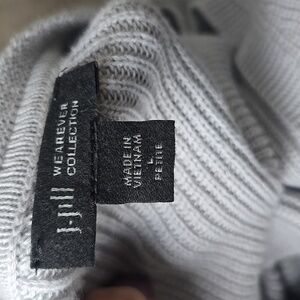 J.Jill
WEAREVER
COLLECTION
MADE IN
VIETNAM
L
PETITE